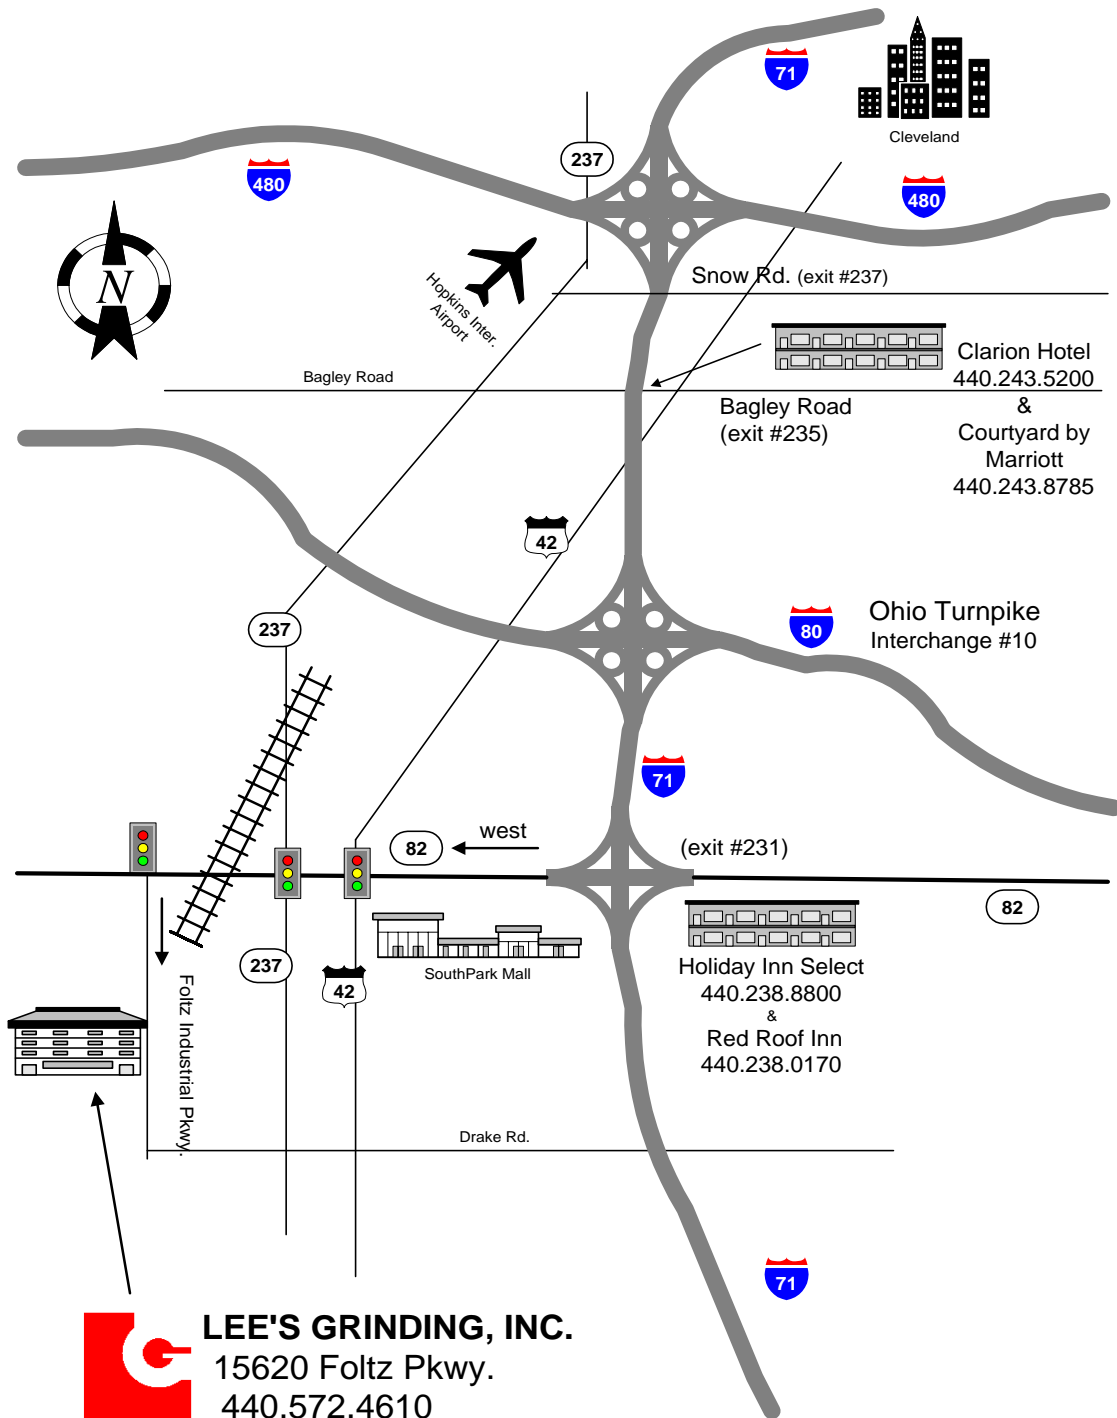 71
Cleveland
237
480
480
N
Hopkins Inter.
Airport
Snow Rd. (exit #237)
Clarion Hotel
440.243.5200
&
Courtyard by
Marriott
440.243.8785
Bagley Road
Bagley Road
(exit #235)
42
237
80
Ohio Turnpike
Interchange #10
71
82
west
(exit #231)
82
SouthPark Mall
237
42
Foltz Industrial Pkwy.
Holiday Inn Select
440.238.8800
&
Red Roof Inn
440.238.0170
Drake Rd.
71
LEE'S GRINDING, INC.
15620 Foltz Pkwy.
440.572.4610